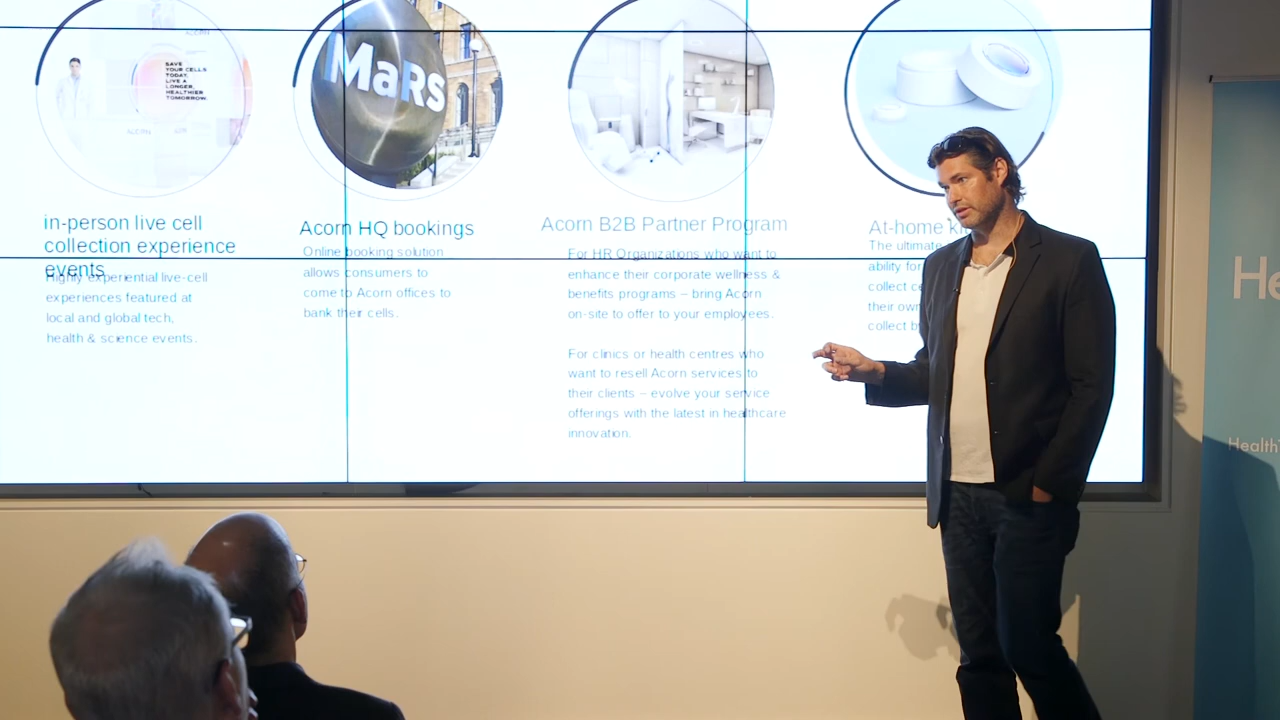 SAVE
YOUR CELLS
TODAY.
LIVE A
LONGER,
HEALTHIER
TOMORROW.
MaRS
in-person live cell
collection experience
events
Highly experiential live-cell
experiences featured at
local and global tech,
health & science events.
Acorn HQ bookings
Online booking solution
allows consumers to
come to Acorn offices to
bank their cells.
Acorn B2B Partner Program
For HR Organizations who want to
enhance their corporate wellness &
benefits programs – bring Acorn
on-site to offer to your employees.
For clinics or health centres who
want to resell Acorn services to
their clients – evolve your service
offerings with the latest in healthcare
innovation.
At-home
The ultimate
ability for
collect
their own
collect
Health